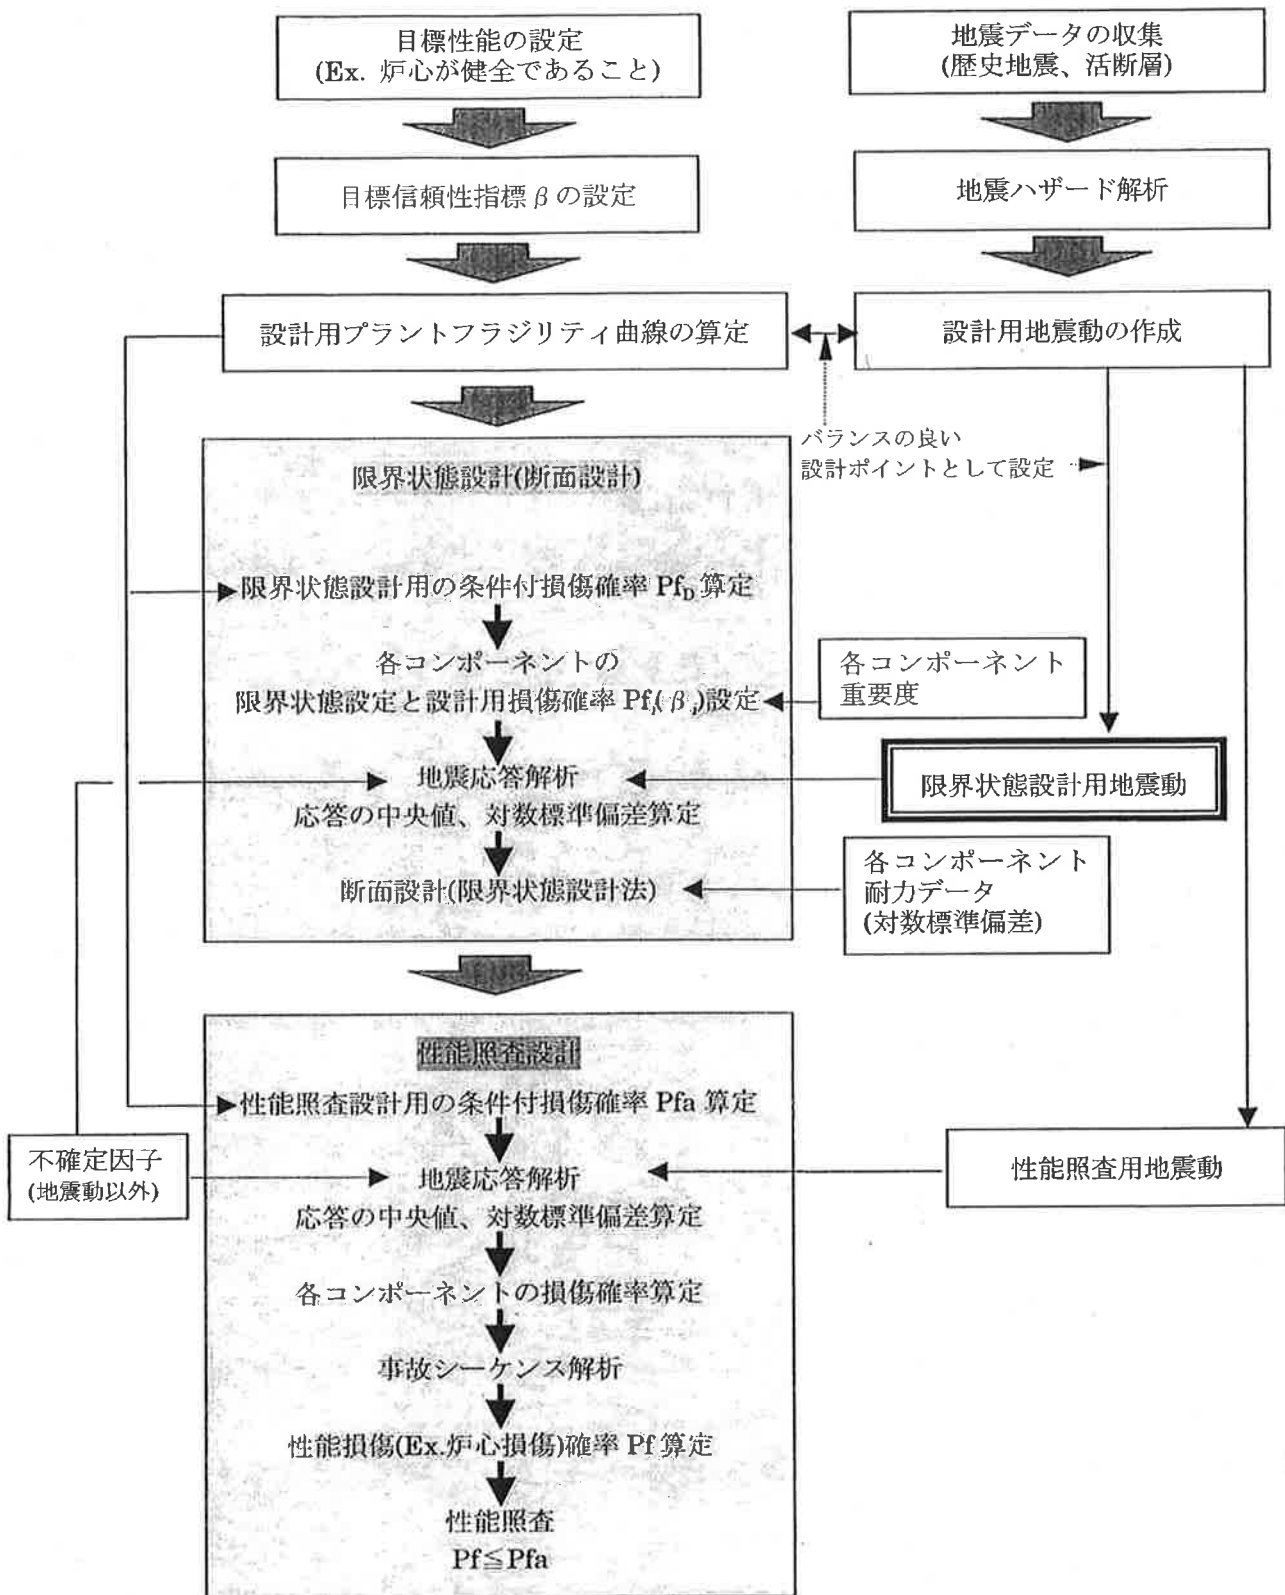 目標性能の設定
(Ex. 炉心が健全であること)
地震データの収集
(歴史地震、活断層)
目標信頼性指標βの設定
地震ハザード解析
設計用プラントフラジリティ曲線の算定
設計用地震動の作成
バランスの良い
設計ポイントとして設定
限界状態設計(断面設計)
限界状態設計用の条件付損傷確率 PfD 算定
各コンポーネントの
限界状態設定と設計用損傷確率 Pfi(βi)設定
各コンポーネント
重要度
地震応答解析
応答の中央値、対数標準偏差算定
限界状態設計用地震動
断面設計(限界状態設計法)
各コンポーネント
耐力データ
(対数標準偏差)
性能照査設計
性能照査設計用の条件付損傷確率 Pfa 算定
不確定因子
(地震動以外)
地震応答解析
応答の中央値、対数標準偏差算定
性能照査用地震動
各コンポーネントの損傷確率算定
事故シーケンス解析
性能損傷(Ex.炉心損傷)確率 Pf 算定
性能照査
Pf≦Pfa